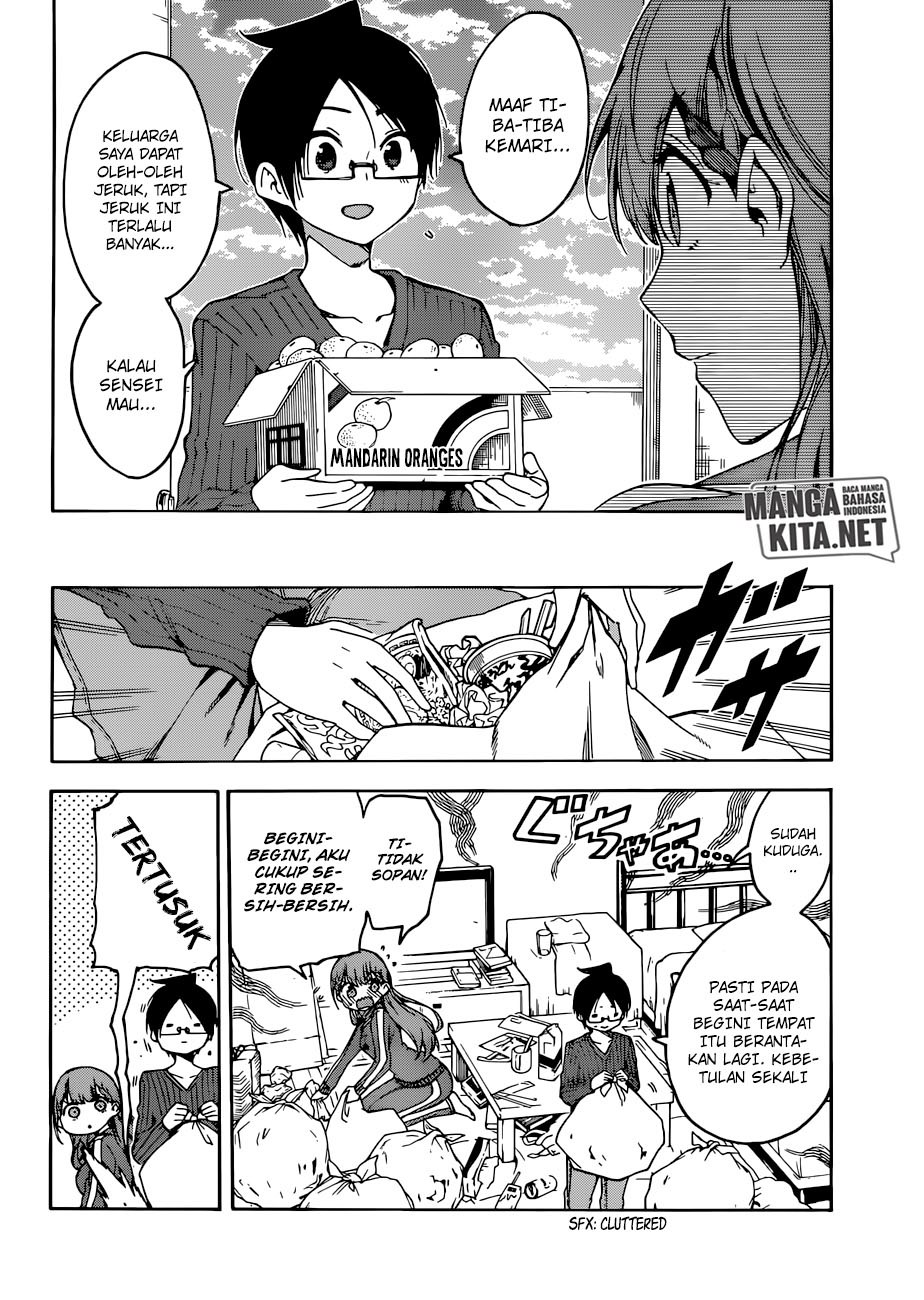 MAAF TI-
BA-TIBA
KEMARI...
KELUARGA
SAYA DAPAT
OLEH-OLEH
JERUK, TAPI
JERUK INI
TERLALU
BANYAK...
KALAU
SENSEI
MAU...
MANDARIN ORANGES
MANGA
KITA.NET
BACA MANGA
BAHASA
INDONESIA
ガサ
SUDAH
KUDUGA.
..
PASTI PADA
SAAT-SAAT
BEGINI TEMPAT
ITU BERANTA-
KAN LAGI. KEBE-
TULAN SEKALI
ぐちゃあ…
TI-
TIDAK
SOPAN!
BEGINI-
BEGINI, AKU
CUKUP SE-
RING BER-
SIH-BERSIH.
TERTUSUK
SFX: CLUTTERED